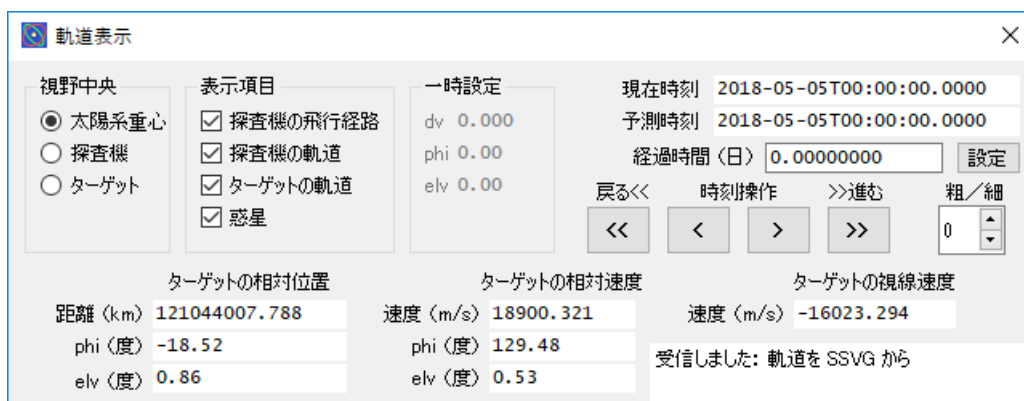 軌道表示
視野中央 表示項目 一時設定 現在時刻 2018-05-05T00:00:00.0000
太陽系重心 探査機の飛行経路 dv 0.000 予測時刻 2018-05-05T00:00:00.0000
探査機 探査機の軌道 phi 0.00 経過時間（日） 0.00000000 設定
ターゲット ターゲットの軌道 elv 0.00 戻る<< 時刻操作 >>進む 粗／細
惑星 << < > >> 0
ターゲットの相対位置 ターゲットの相対速度 ターゲットの視線速度
距離（km） 121044007.788 速度（m/s） 18900.321 速度（m/s） -16023.294
phi（度） -18.52 phi（度） 129.48 受信しました: 軌道を SSVG から
elv（度） 0.86 elv（度） 0.53